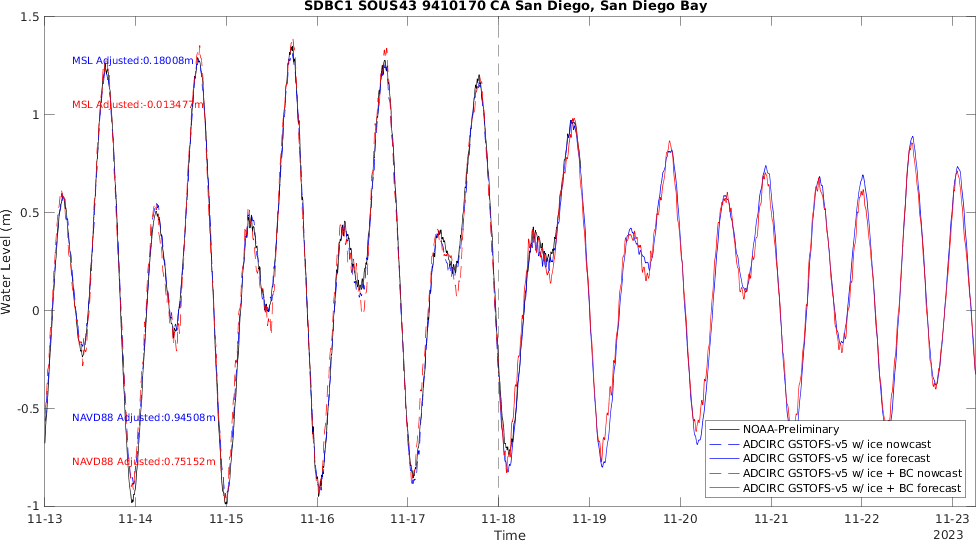 SDBC1 SOUS43 9410170 CA San Diego, San Diego Bay
1.5
1
0.5
0
-0.5
-1
Water Level (m)
MSL Adjusted:0.18008m
MSL Adjusted:-0.013477m
NAVD88 Adjusted:0.94508m
NAVD88 Adjusted:0.75152m
NOAA-Preliminary
ADCIRC GSTOFS-v5 w/ ice nowcast
ADCIRC GSTOFS-v5 w/ ice forecast
ADCIRC GSTOFS-v5 w/ ice + BC nowcast
ADCIRC GSTOFS-v5 w/ ice + BC forecast
11-13 11-14 11-15 11-16 11-17 11-18 11-19 11-20 11-21 11-22 11-23
Time
2023